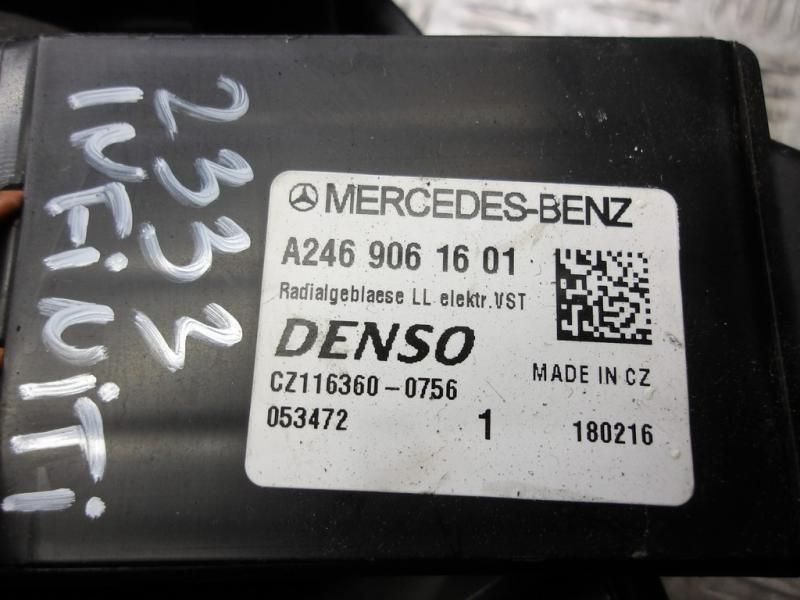 2333
INFiNiTi
MERCEDES-BENZ
A246 906 16 01
Radialgeblaese LL elektr.VST
DENSO
CZ116360-0756
MADE IN CZ
053472
1
180216